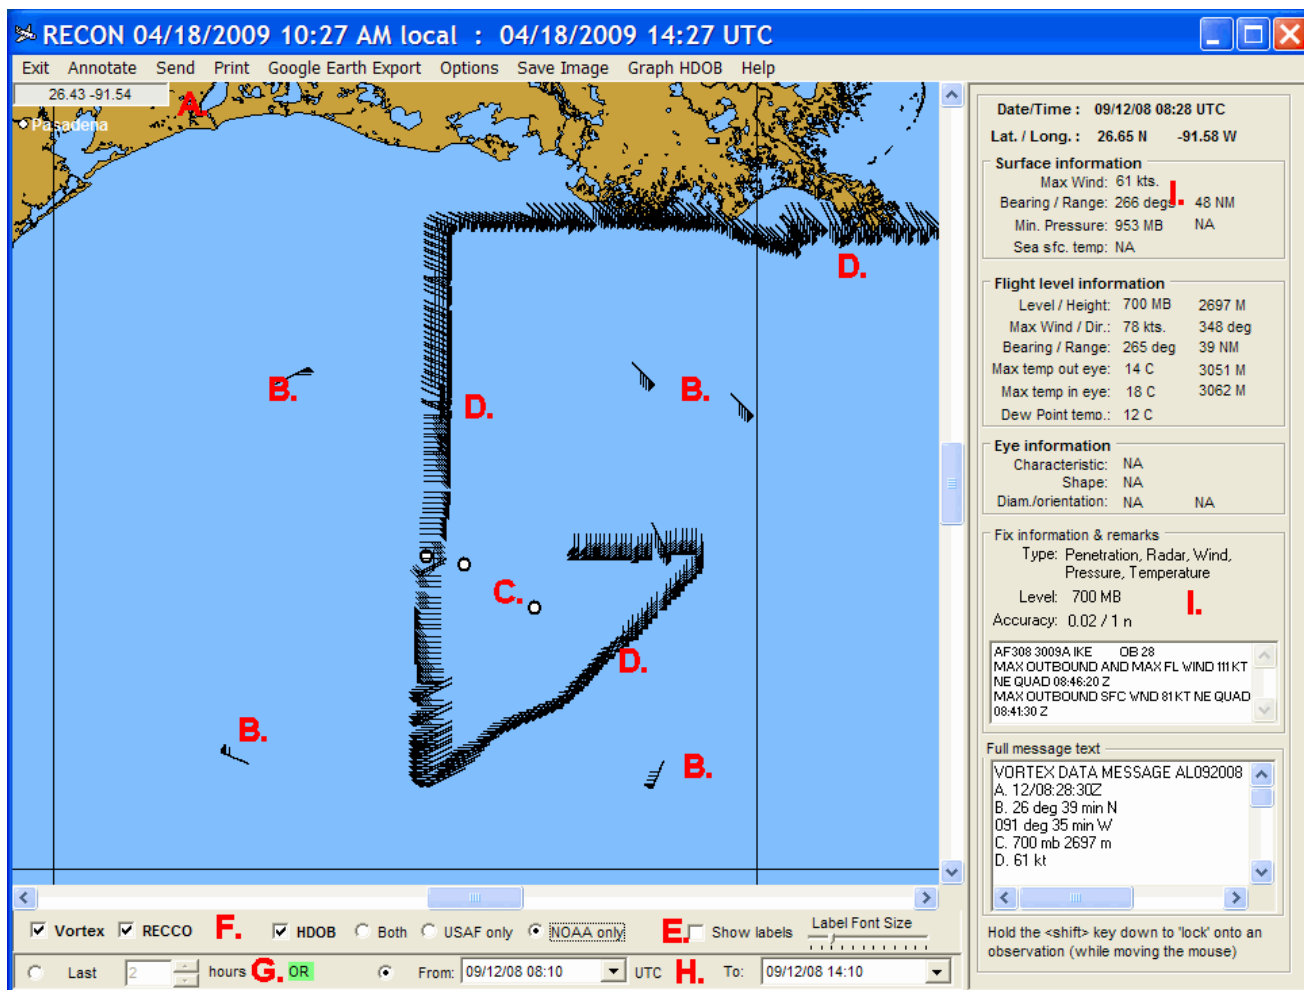 RECON 04/18/2009 10:27 AM local : 04/18/2009 14:27 UTC
Exit Annotate Send Print Google Earth Export Options Save Image Graph HDOB Help
26.43 -91.54
A.
Pasadena
B.
B.
D.
D.
C.
D.
B.
B.
Date/Time : 09/12/08 08:28 UTC
Lat. / Long. : 26.65 N -91.58 W
Surface information
Max Wind: 61 kts.
I.
Bearing / Range: 266 degs 48 NM
Min. Pressure: 953 MB NA
Sea sfc. temp: NA
Flight level information
Level / Height: 700 MB 2697 M
Max Wind / Dir.: 78 kts. 348 deg
Bearing / Range: 265 deg 39 NM
Max temp out eye: 14 C 3051 M
Max temp in eye: 18 C 3062 M
Dew Point temp.: 12 C
Eye information
Characteristic: NA
Shape: NA
Diam./orientation: NA NA
Fix information & remarks
Type: Penetration, Radar, Wind,
Pressure, Temperature
Level: 700 MB
I.
Accuracy: 0.02 / 1 n
AF308 3009A IKE OB 28
MAX OUTBOUND AND MAX FL WIND 111 KT
NE QUAD 08:46:20 Z
MAX OUTBOUND SFC WND 81 KT NE QUAD
08:41:30 Z
Full message text
VORTEX DATA MESSAGE AL092008
A. 12/08:28:30Z
B. 26 deg 39 min N
091 deg 35 min W
C. 700 mb 2697 m
D. 61 kt
Hold the <shift> key down to 'lock' onto an
observation (while moving the mouse)
Vortex RECCO F. HDOB Both USAF only NOAA only E. Show labels Label Font Size
Last 2 hours G. OR From: 09/12/08 08:10 UTC H. To: 09/12/08 14:10